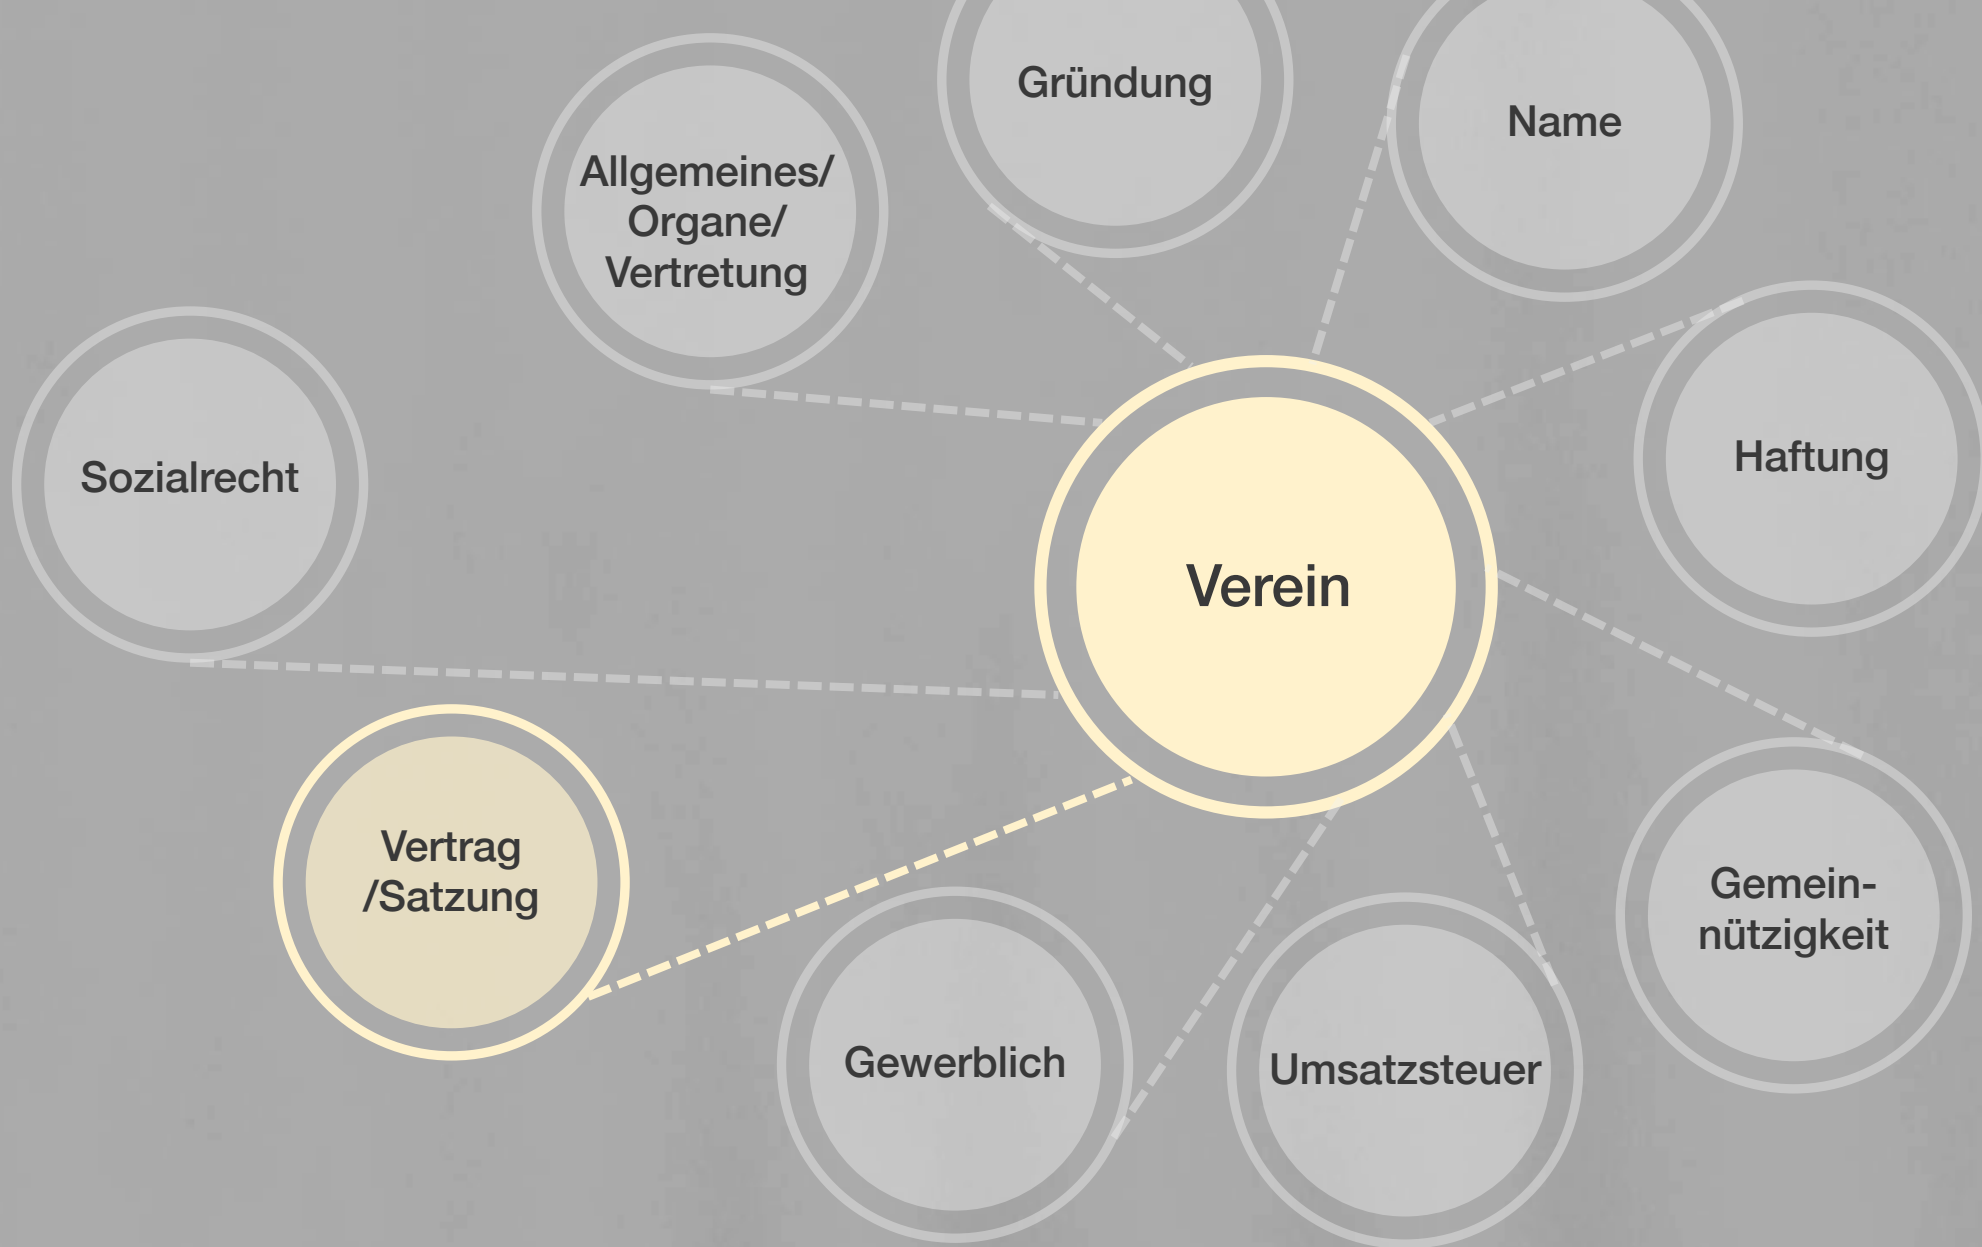 Gründung
Name
Allgemeines/
Organe/
Vertretung
Haftung
Sozialrecht
Verein
Vertrag
/Satzung
Gemein-
nützigkeit
Gewerblich
Umsatzsteuer